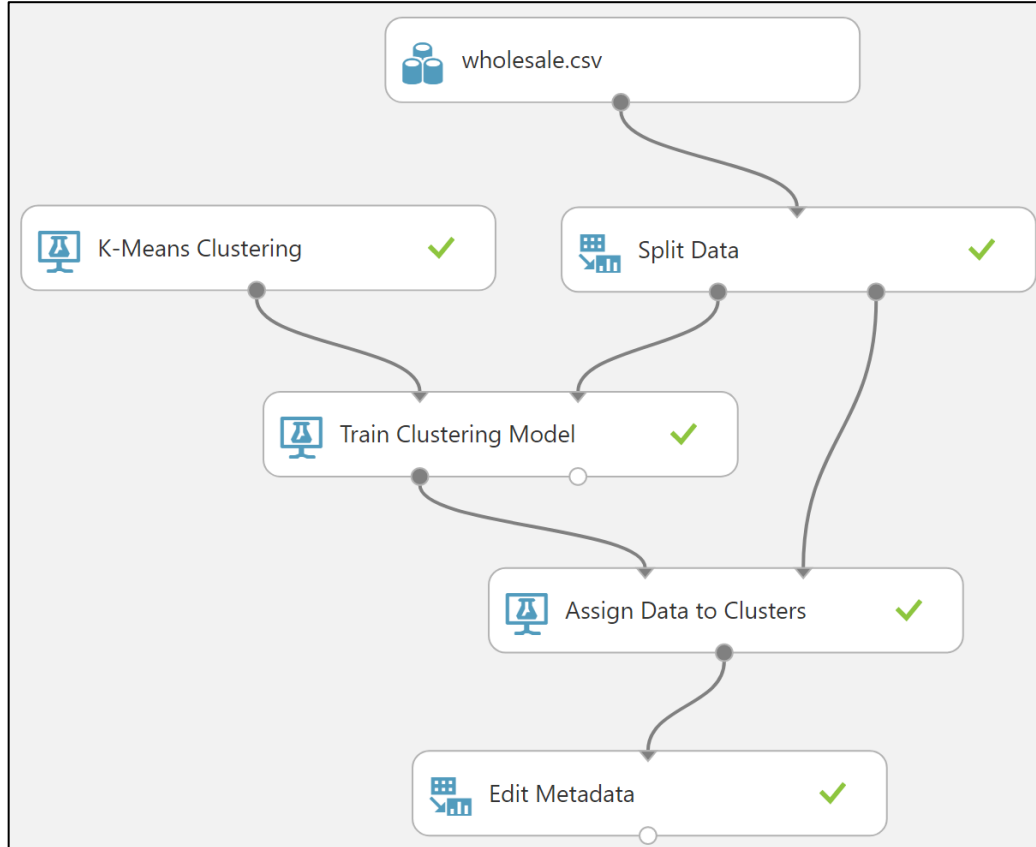 wholesale.csv
K-Means Clustering
Split Data
Train Clustering Model
Assign Data to Clusters
Edit Metadata